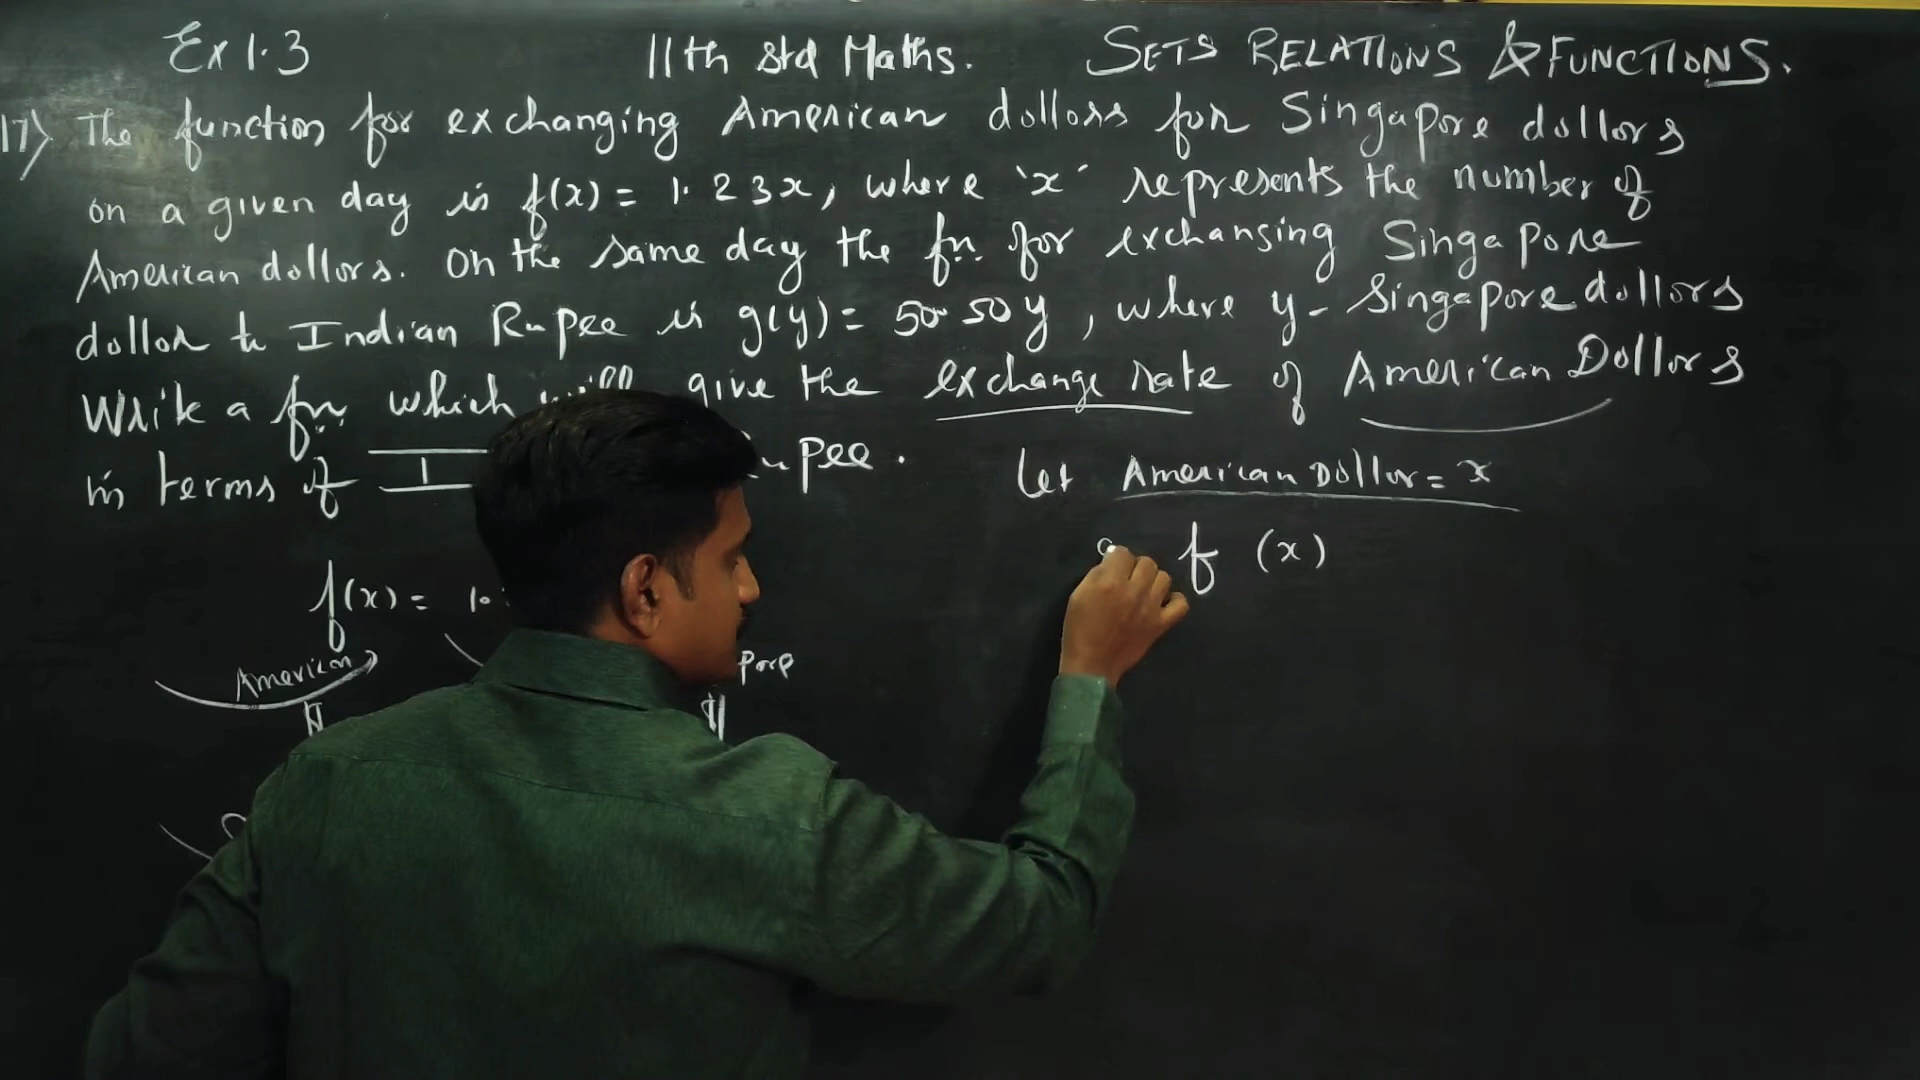 Ex 1.3 11th std Maths. SETS RELATIONS & FUNCTIONS.
17) The function for exchanging American dollors for Singapore dollors
on a given day is f(x) = 1.23x, where 'x' represents the number of
American dollors. On the same day the fn. for exchansing Singapore
dollor to Indian Rupee is g(y) = 50.50y, where y - Singapore dollors
Write a fn. which will give the exchange rate of American Dollors
in terms of I pee.
Let American Dollor = x
f (x)
f(x) = 1.
American pore